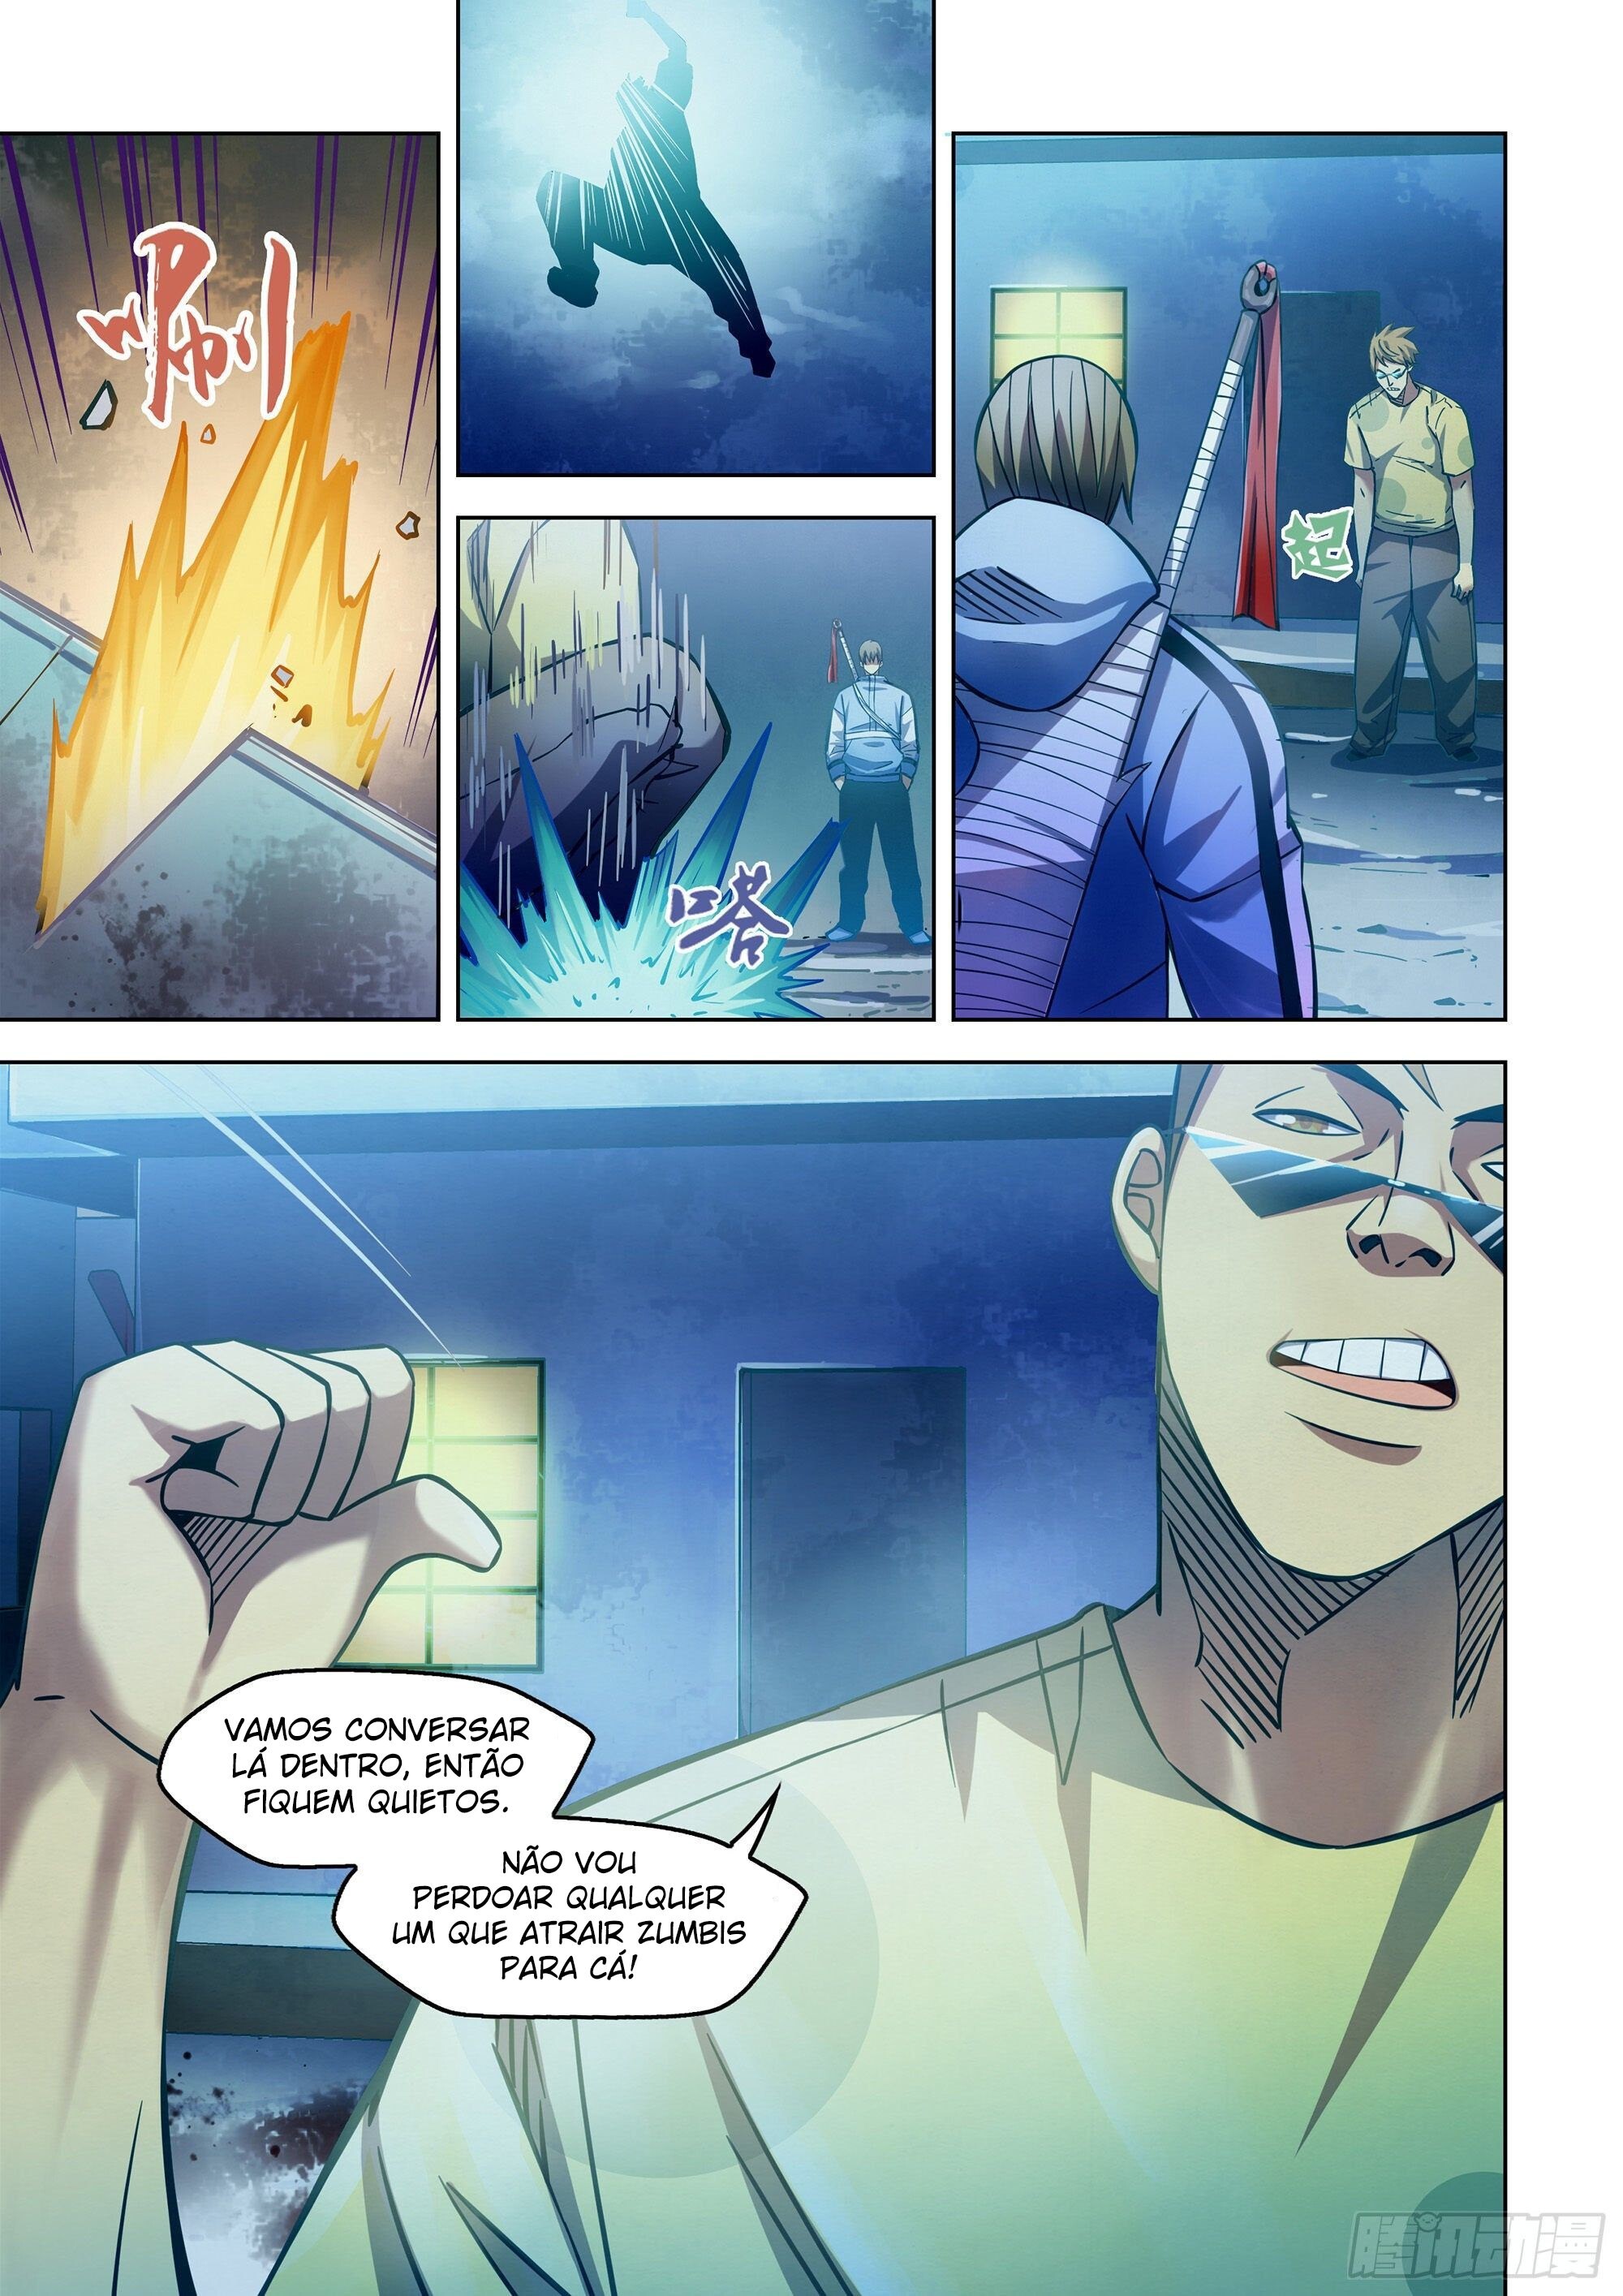 唰
嗒
起
VAMOS CONVERSAR
LÁ DENTRO, ENTÃO
FIQUEM QUIETOS.
NÃO VOU
PERDOAR QUALQUER
UM QUE ATRAIR ZUMBIS
PARA CÁ!
腾讯动漫